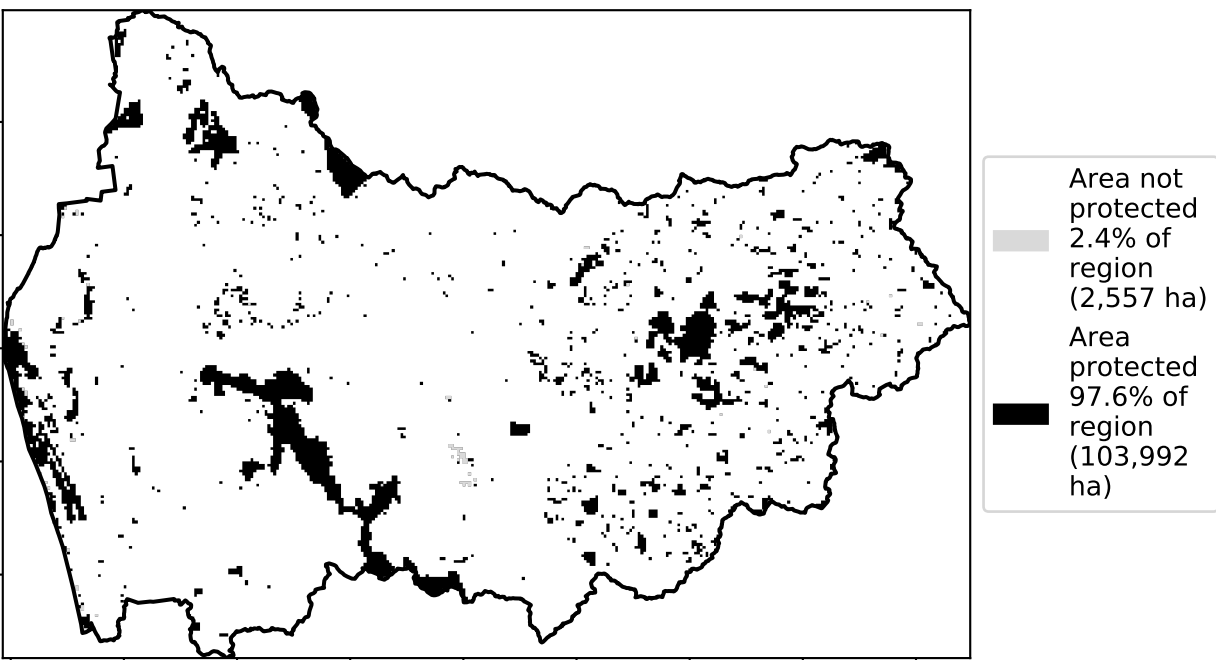 Area not
protected
2.4% of
region
(2,557 ha)
Area
protected
97.6% of
region
(103,992
ha)